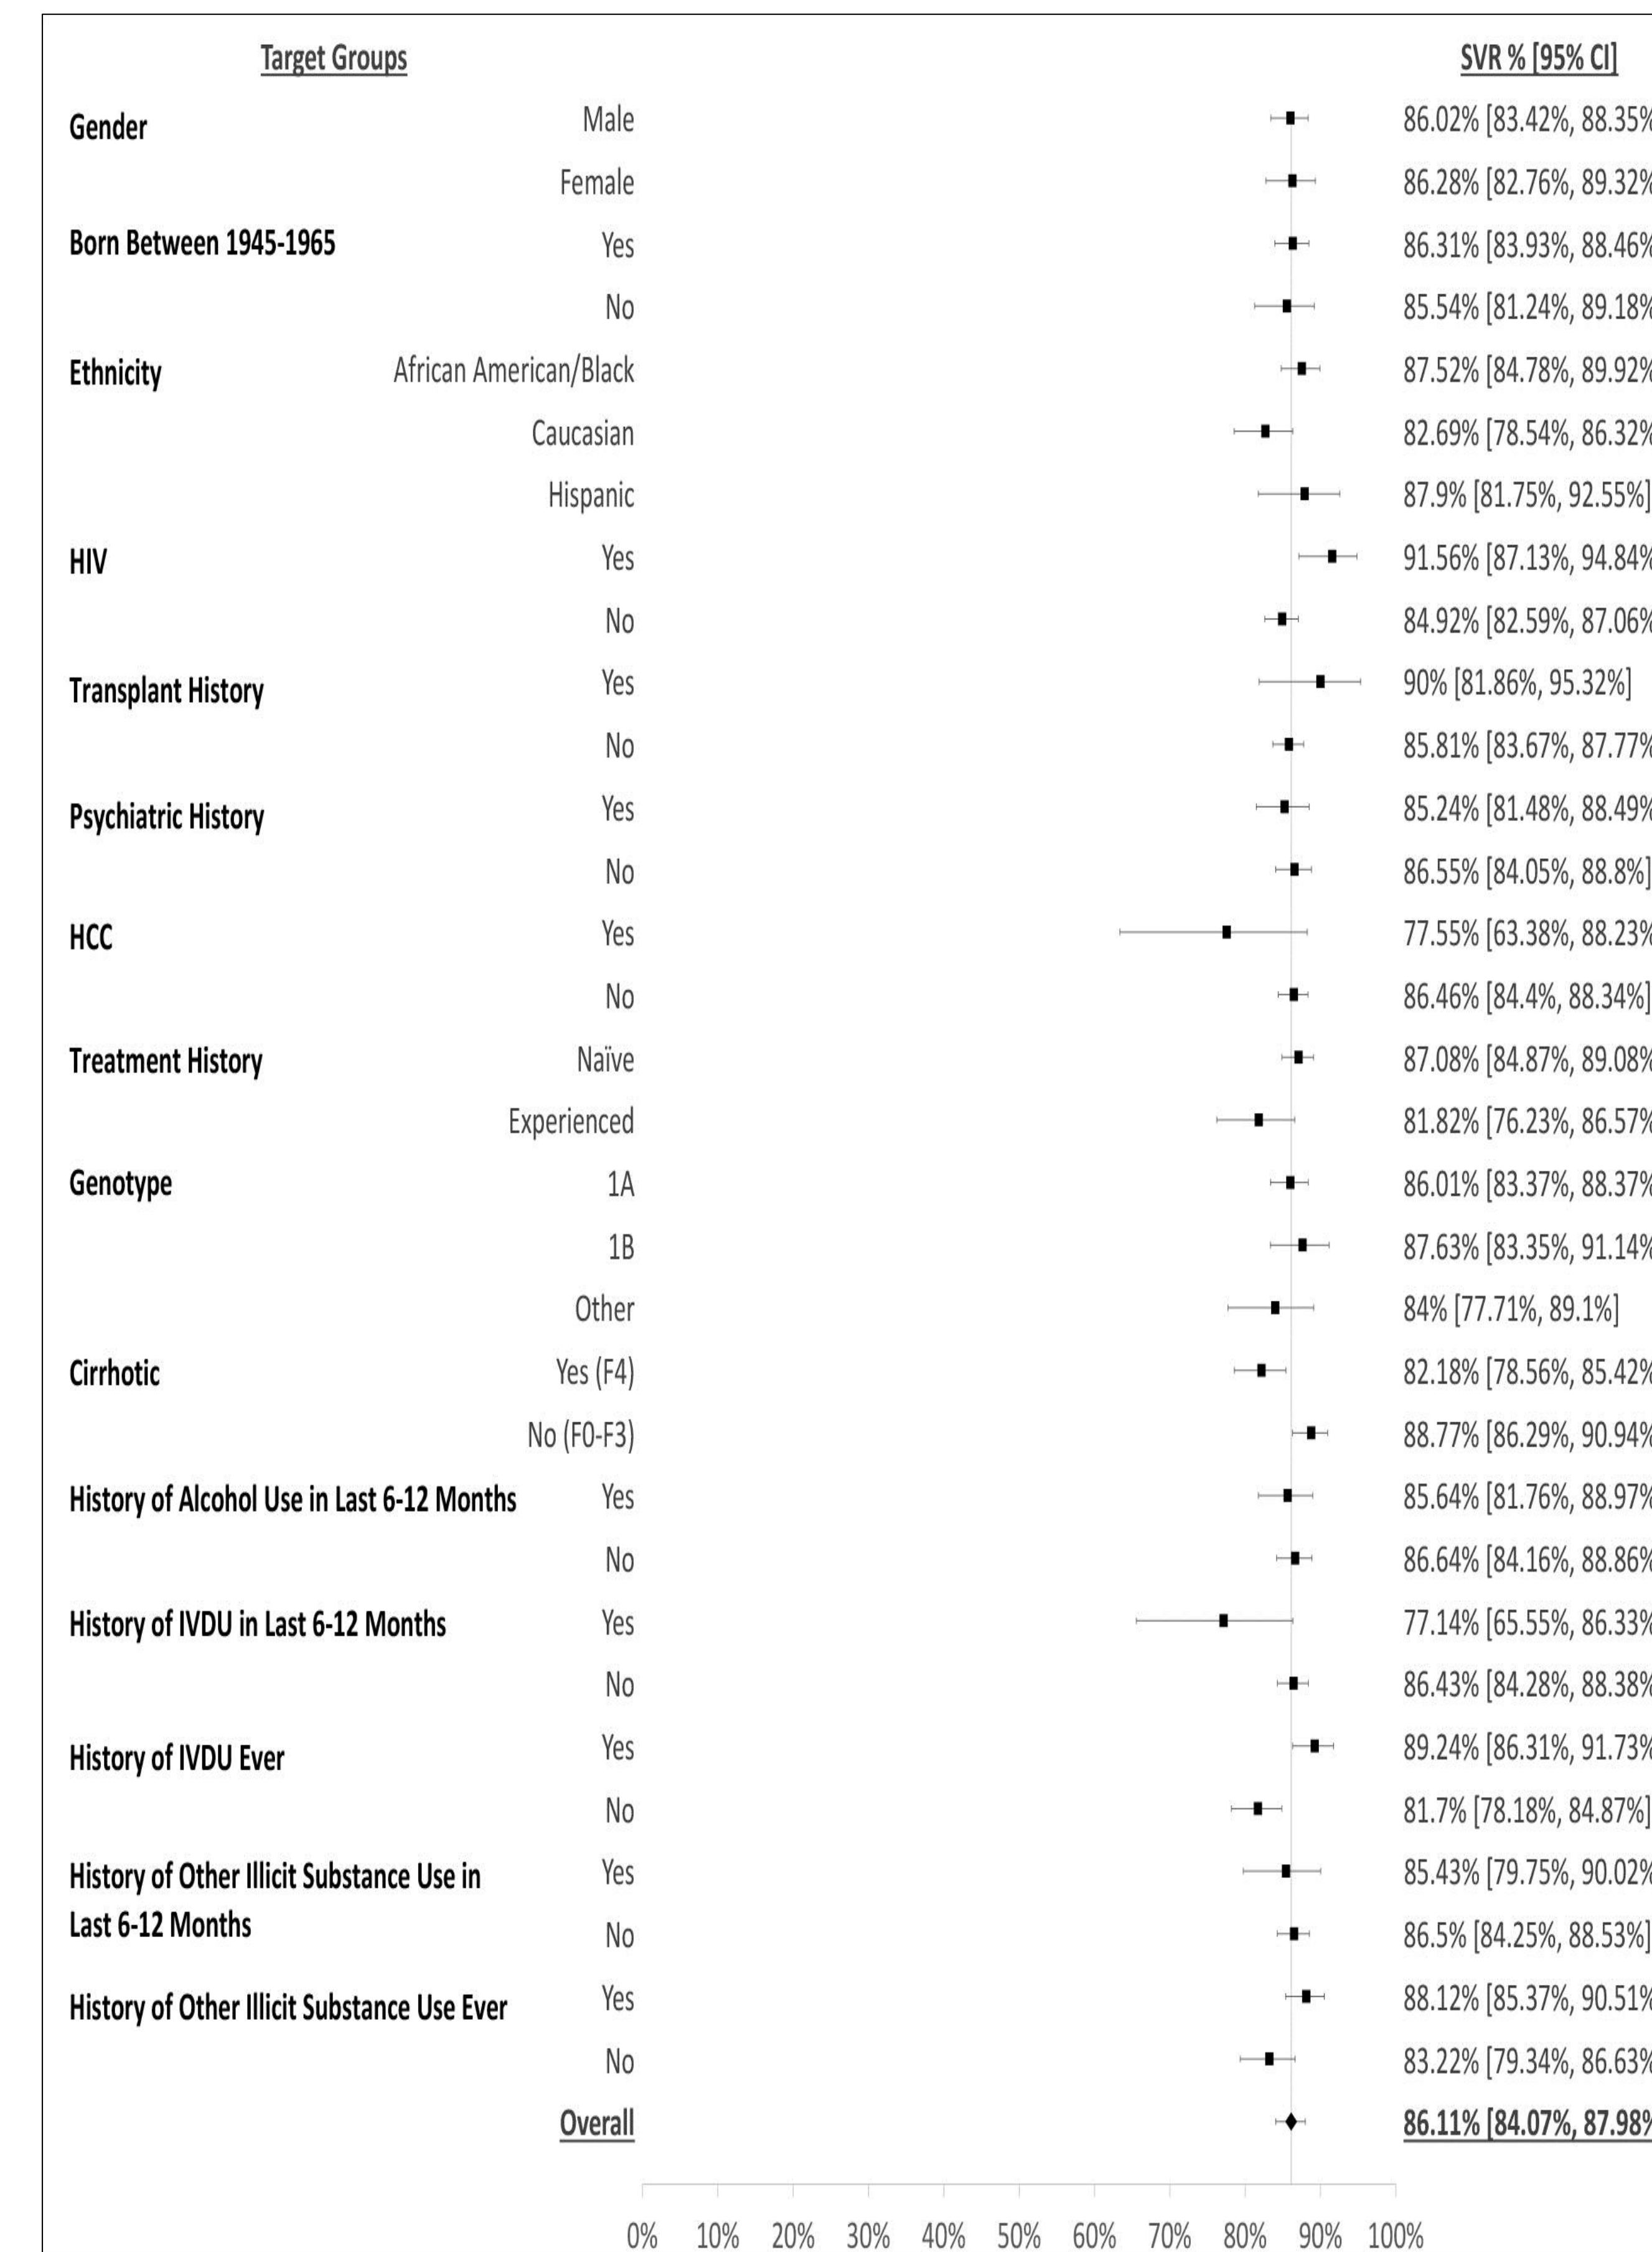 Target Groups SVR % [95% CI]
Gender Male 86.02% [83.42%, 88.35%
Female 86.28% [82.76%, 89.32%
Born Between 1945-1965 Yes 86.31% [83.93%, 88.46%
No 85.54% [81.24%, 89.18%
Ethnicity African American/Black 87.52% [84.78%, 89.92%
Caucasian 82.69% [78.54%, 86.32%
Hispanic 87.9% [81.75%, 92.55%]
HIV Yes 91.56% [87.13%, 94.84%
No 84.92% [82.59%, 87.06%
Transplant History Yes 90% [81.86%, 95.32%]
No 85.81% [83.67%, 87.77%
Psychiatric History Yes 85.24% [81.48%, 88.49%
No 86.55% [84.05%, 88.8%]
HCC Yes 77.55% [63.38%, 88.23%
No 86.46% [84.4%, 88.34%]
Treatment History Naïve 87.08% [84.87%, 89.08%
Experienced 81.82% [76.23%, 86.57%
Genotype 1A 86.01% [83.37%, 88.37%
1B 87.63% [83.35%, 91.14%
Other 84% [77.71%, 89.1%]
Cirrhotic Yes (F4) 82.18% [78.56%, 85.42%
No (F0-F3) 88.77% [86.29%, 90.94%
History of Alcohol Use in Last 6-12 Months Yes 85.64% [81.76%, 88.97%
No 86.64% [84.16%, 88.86%
History of IVDU in Last 6-12 Months Yes 77.14% [65.55%, 86.33%
No 86.43% [84.28%, 88.38%
History of IVDU Ever Yes 89.24% [86.31%, 91.73%
No 81.7% [78.18%, 84.87%]
History of Other Illicit Substance Use in Yes 85.43% [79.75%, 90.02%
Last 6-12 Months No 86.5% [84.25%, 88.53%]
History of Other Illicit Substance Use Ever Yes 88.12% [85.37%, 90.51%
No 83.22% [79.34%, 86.63%
Overall 86.11% [84.07%, 87.98%
0% 10% 20% 30% 40% 50% 60% 70% 80% 90% 100%